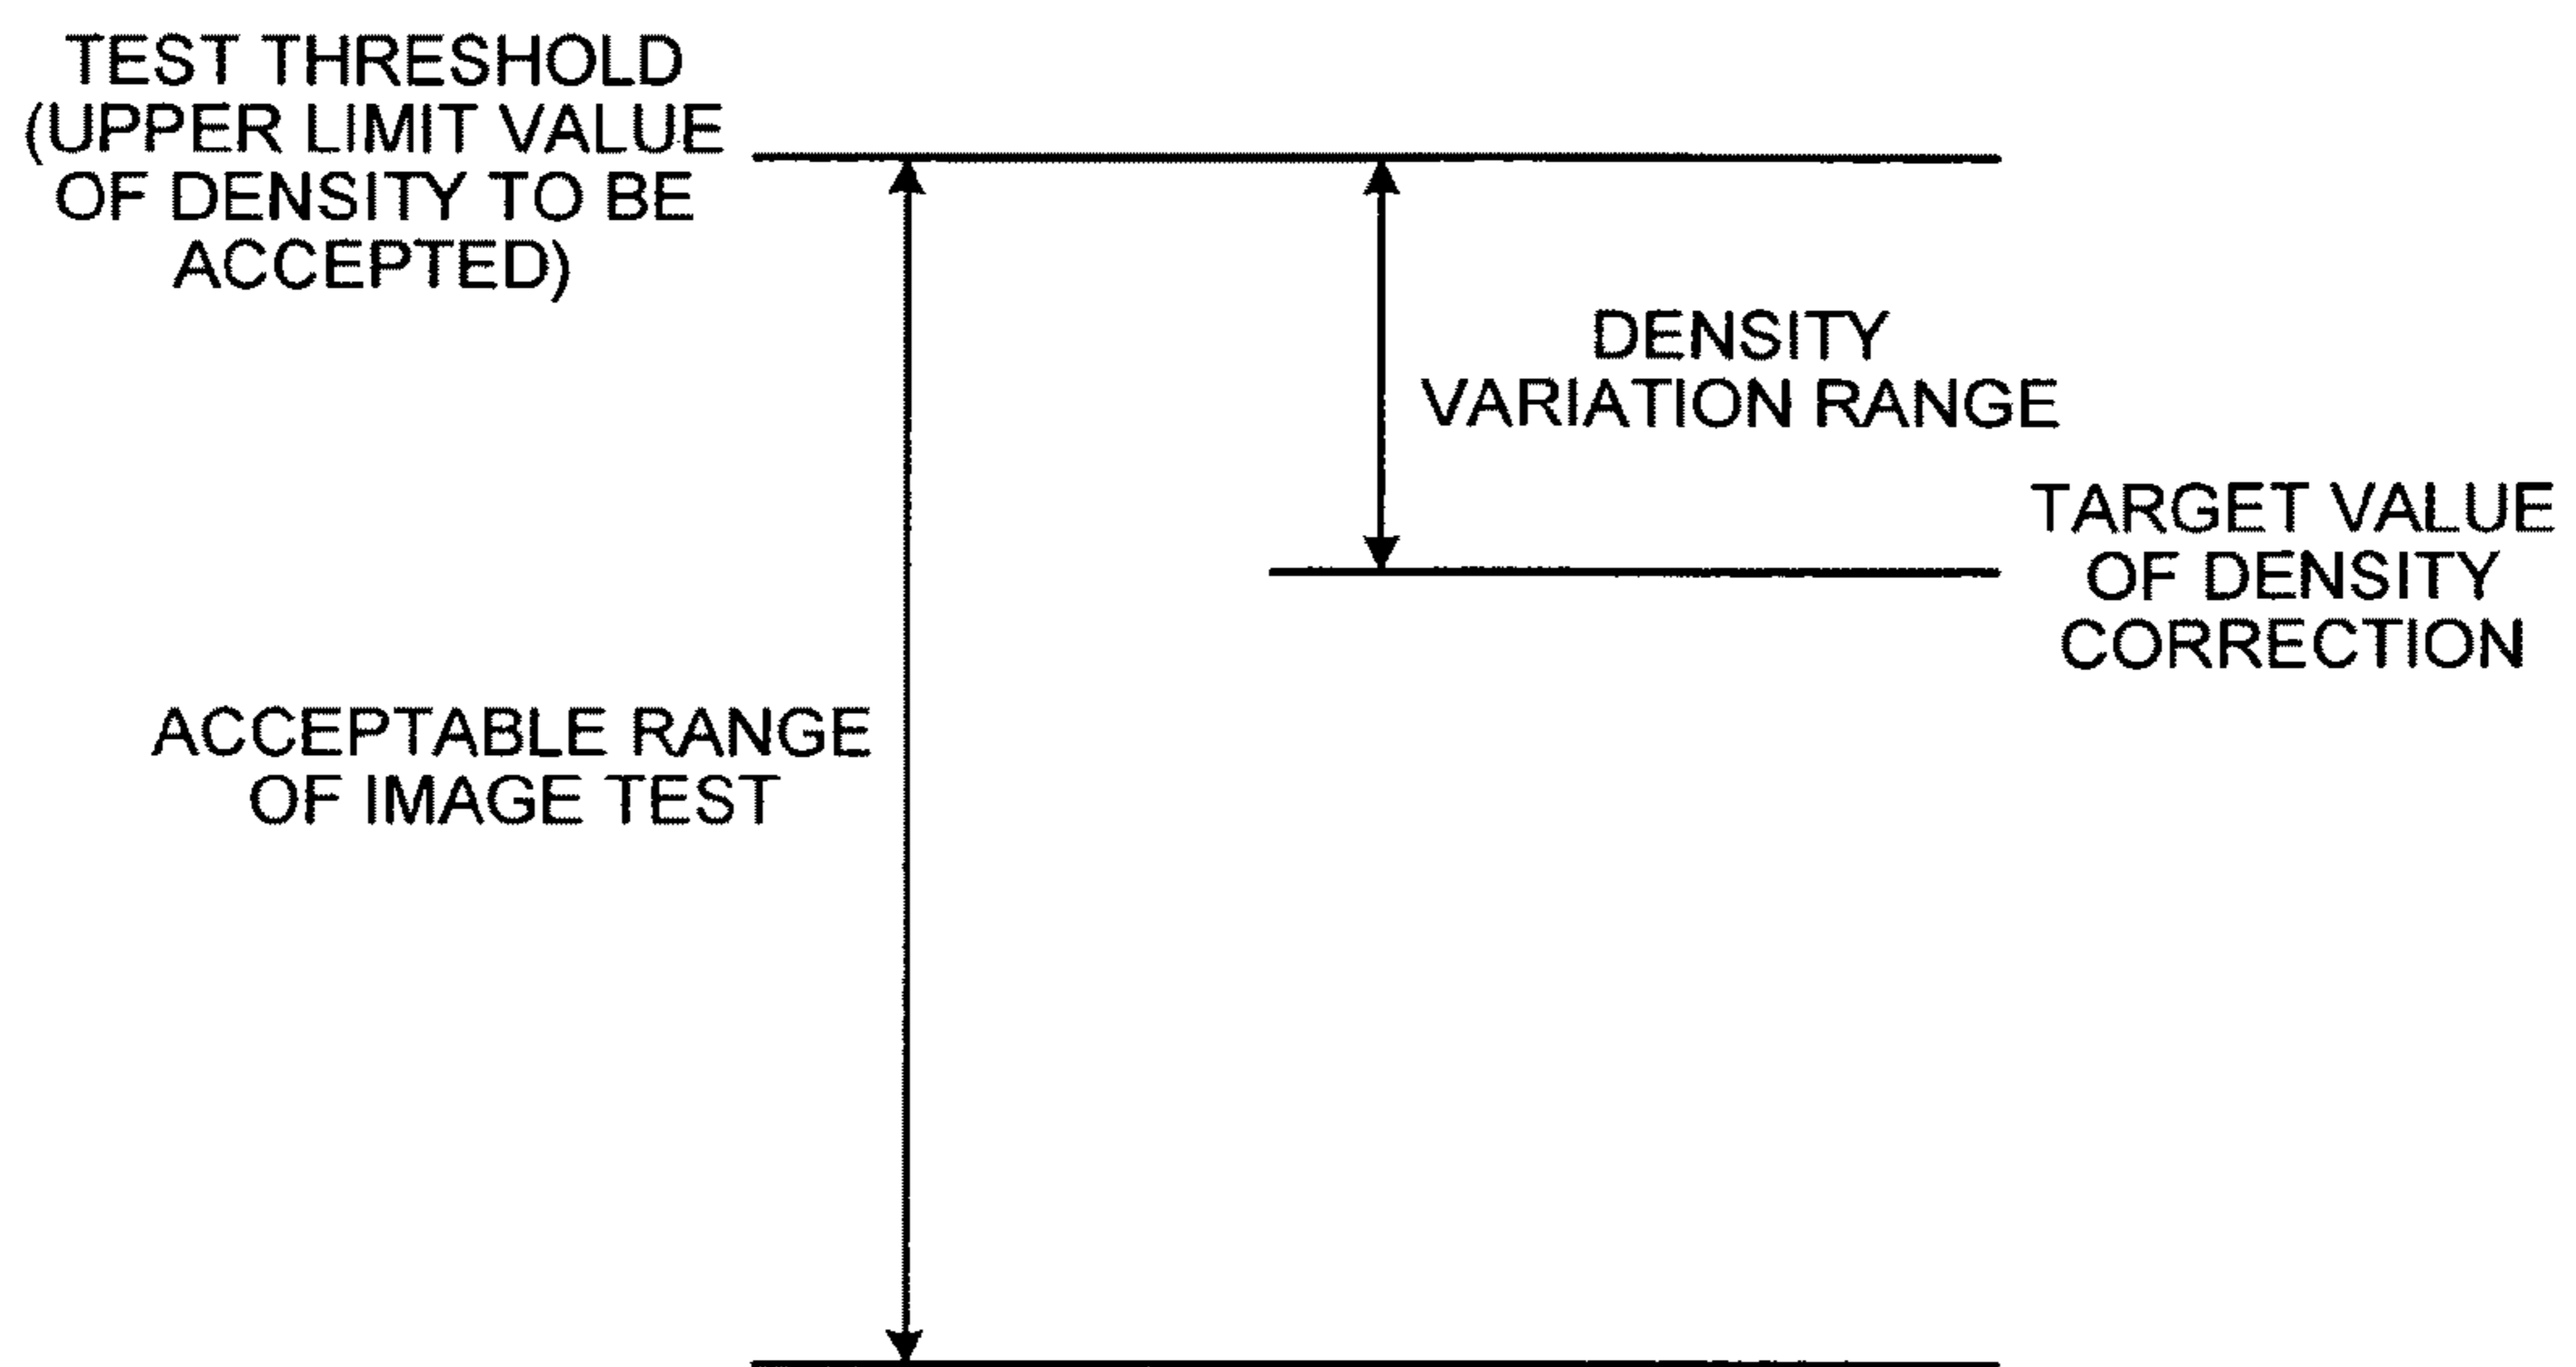 TEST THRESHOLD
(UPPER LIMIT VALUE
OF DENSITY TO BE
ACCEPTED)
DENSITY
VARIATION RANGE
TARGET VALUE
OF DENSITY
CORRECTION
ACCEPTABLE RANGE
OF IMAGE TEST